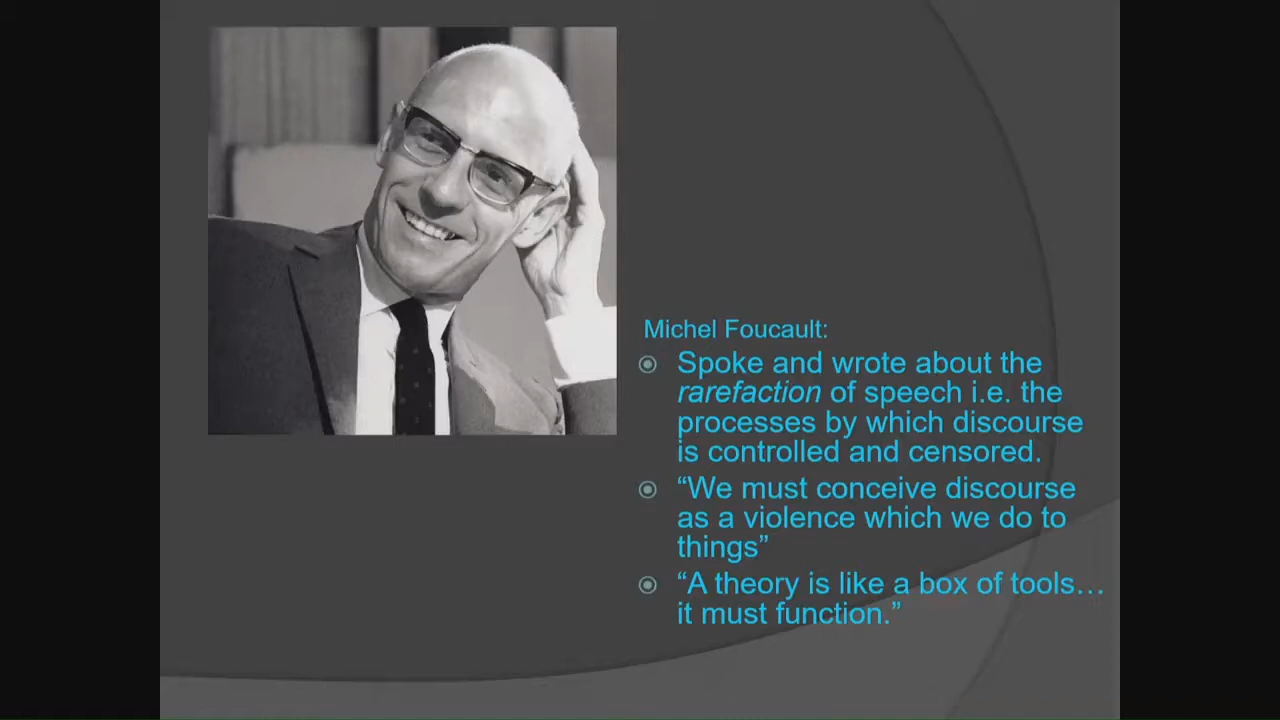 Michel Foucault:
Spoke and wrote about the
rarefaction of speech i.e. the
processes by which discourse
is controlled and censored.
“We must conceive discourse
as a violence which we do to
things”
“A theory is like a box of tools…
it must function.”